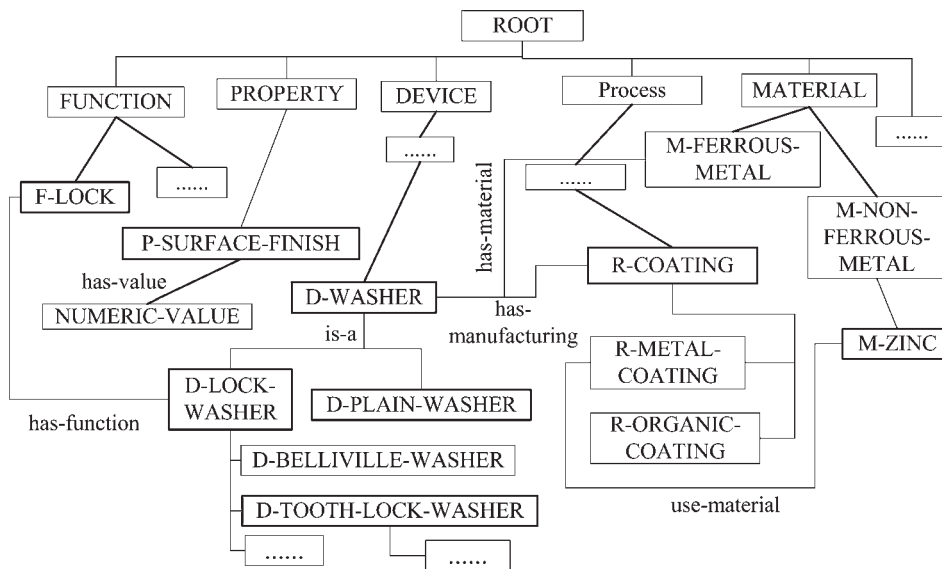 ROOT
FUNCTION
PROPERTY
DEVICE
Process
MATERIAL
......
......
......
......
M-FERROUS-
METAL
F-LOCK
has-material
M-NON-
FERROUS-
METAL
P-SURFACE-FINISH
R-COATING
has-value
NUMERIC-VALUE
D-WASHER
has-
manufacturing
is-a
M-ZINC
R-METAL-
COATING
D-LOCK-
WASHER
D-PLAIN-WASHER
has-function
R-ORGANIC-
COATING
D-BELLIVILLE-WASHER
use-material
D-TOOTH-LOCK-WASHER
......
......